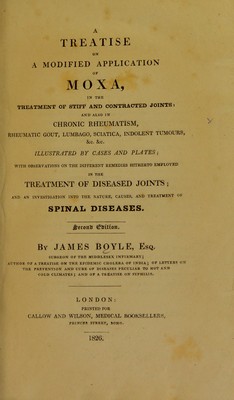 A
TREATISE
ON
A MODIFIED APPLICATION
OF
MOXA,
IN THE
TREATMENT OF STIFF AND CONTRACTED JOINTS:
AND ALSO IN
CHRONIC RHEUMATISM,
RHEUMATIC GOUT, LUMBAGO, SCIATICA, INDOLENT TUMOURS,
&c. &c.
ILLUSTRATED BY CASES AND PLATES;
WITH OBSERVATIONS ON THE DIFFERENT REMEDIES HITHERTO EMPLOYED
IN THE
TREATMENT OF DISEASED JOINTS;
AND AN INVESTIGATION INTO THE NATURE, CAUSES, AND TREATMENT OF
SPINAL DISEASES.
Second Edition.
BY JAMES BOYLE, ESQ.
SURGEON OF THE MIDDLESEX INFIRMARY;
AUTHOR OF A TREATISE ON THE EPIDEMIC CHOLERA OF INDIA; OF LETTERS ON
THE PREVENTION AND CURE OF DISEASES PECULIAR TO HOT AND
COLD CLIMATES; AND OF A TREATISE ON SYPHILIS.
LONDON:
PRINTED FOR
CALLOW AND WILSON, MEDICAL BOOKSELLERS,
PRINCES STREET, SOHO.
1826.